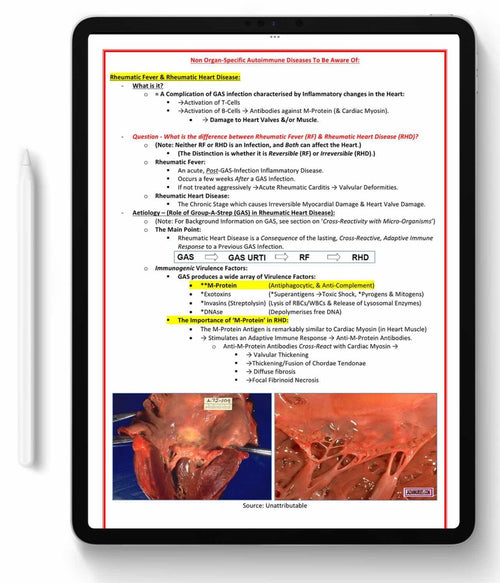 Non Organ-Specific Autoimmune Diseases To Be Aware Of:
Rheumatic Fever & Rheumatic Heart Disease:
- What is it?
o = A Complication of GAS infection characterised by Inflammatory changes in the Heart:
▪ →Activation of T-Cells
▪ →Activation of B-Cells → Antibodies against M-Protein (& Cardiac Myosin).
• → Damage to Heart Valves &/or Muscle.
- Question - What is the difference between Rheumatic Fever (RF) & Rheumatic Heart Disease (RHD)?
o (Note: Neither RF or RHD is an Infection, and Both can affect the Heart.)
▪ (The Distinction is whether it is Reversible (RF) or Irreversible (RHD).)
o Rheumatic Fever:
▪ An acute, Post-GAS-Infection Inflammatory Disease.
▪ Occurs a few weeks After a GAS Infection.
▪ If not treated aggressively →Acute Rheumatic Carditis → Valvular Deformities.
o Rheumatic Heart Disease:
▪ The Chronic Stage which causes Irreversible Myocardial Damage & Heart Valve Damage.
- Aetiology – (Role of Group-A-Strep (GAS) in Rheumatic Heart Disease):
o (Note: For Background Information on GAS, see section on 'Cross-Reactivity with Micro-Organisms')
o The Main Point:
▪ Rheumatic Heart Disease is a Consequence of the lasting, Cross-Reactive, Adaptive Immune
Response to a Previous GAS Infection.
GAS ⇨ GAS URTI ⇨ RF ⇨ RHD
o Immunogenic Virulence Factors:
▪ GAS produces a wide array of Virulence Factors:
• **M-Protein (Antiphagocytic, & Anti-Complement)
• *Exotoxins (*Superantigens →Toxic Shock, *Pyrogens & Mitogens)
• *Invasins (Streptolysin) (Lysis of RBCs/WBCs & Release of Lysosomal Enzymes)
• *DNAse (Depolymerises free DNA)
▪ The Importance of 'M-Protein' in RHD:
• The M-Protein Antigen is remarkably similar to Cardiac Myosin (in Heart Muscle)
• → Stimulates an Adaptive Immune Response → Anti-M-Protein Antibodies.
o Anti-M-Protein Antibodies Cross-React with Cardiac Myosin →
▪ → Valvular Thickening
▪ →Thickening/Fusion of Chordae Tendonae
▪ → Diffuse fibrosis
▪ →Focal Fibrinoid Necrosis
Source: Unattributable